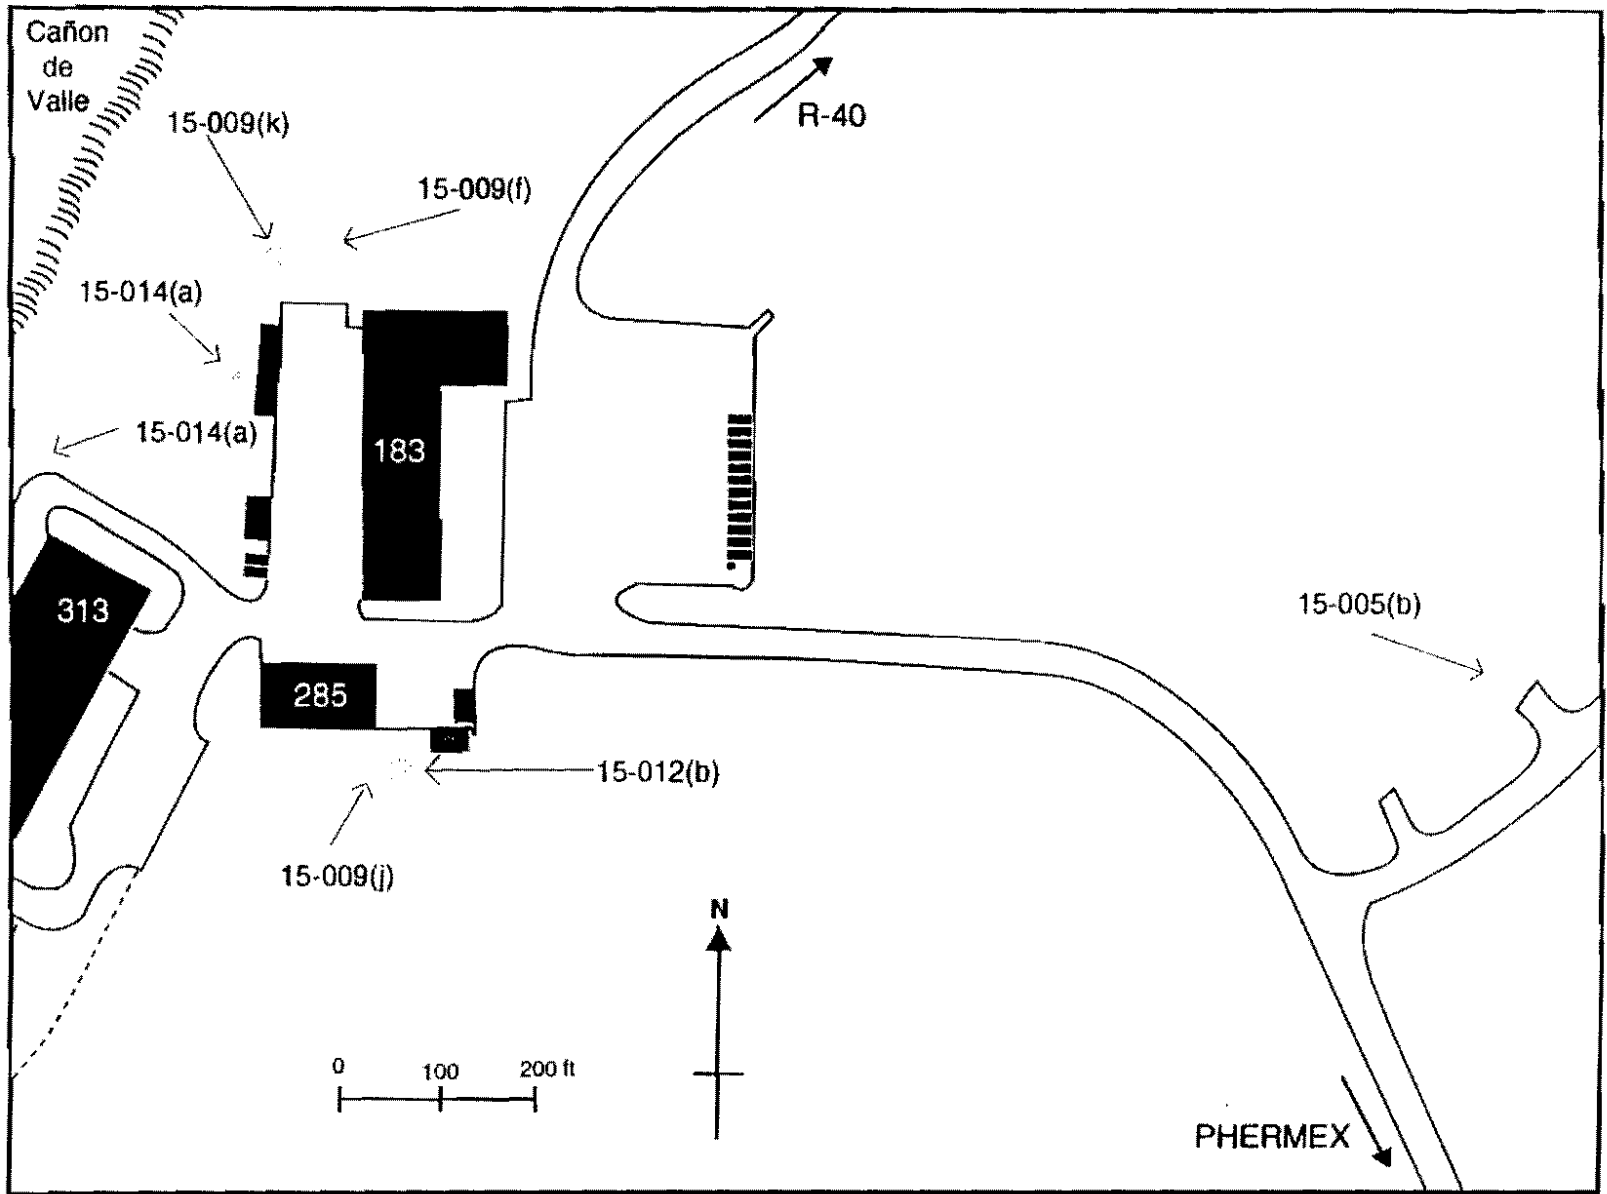 Cañon
de
Valle
15-009(k)
R-40
15-009(f)
15-014(a)
15-014(a)
183
313
15-005(b)
285
15-012(b)
15-009(j)
N
0 100 200 ft
PHERMEX